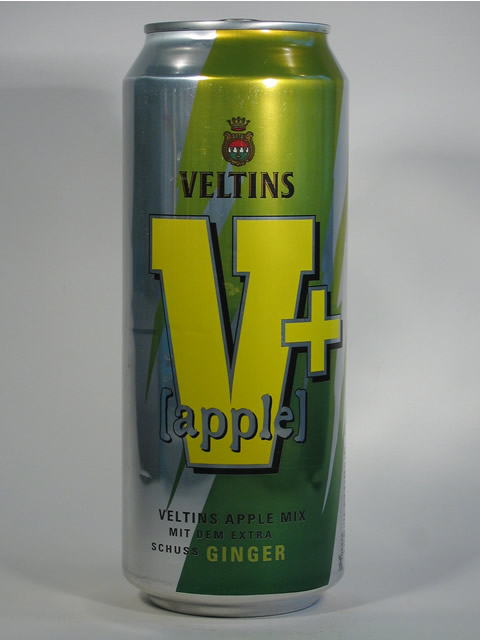 VELTINS
V+
[apple]
VELTINS APPLE MIX
MIT DEM EXTRA
SCHUSS GINGER